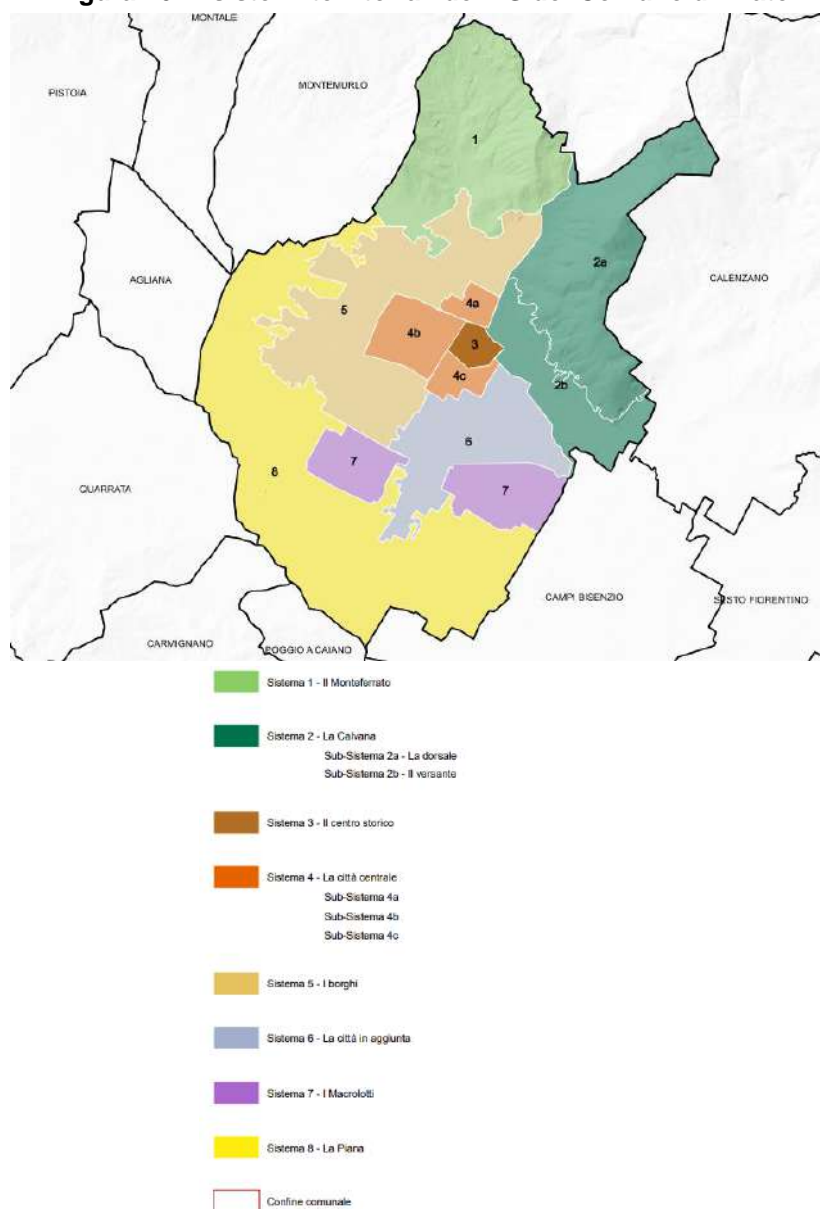 MONTALE
PISTOIA
MONTEMURLO
1
AGLIANA
2a
CALENZANO
5
4a
4b
3
4c
2b
6
7
8
7
QUARRATA
CAMPI BISENZIO
SESTO FIORENTINO
CARMIGNANO
POGGIO A CAIANO
Sistema 1 - Il Monteferrato
Sistema 2 - La Calvana
Sub-Sistema 2a - La dorsale
Sub-Sistema 2b - Il versante
Sistema 3 - Il centro storico
Sistema 4 - La città centrale
Sub-Sistema 4a
Sub-Sistema 4b
Sub-Sistema 4c
Sistema 5 - I borghi
Sistema 6 - La città in aggiunta
Sistema 7 - I Macrolotti
Sistema 8 - La Piana
Confine comunale